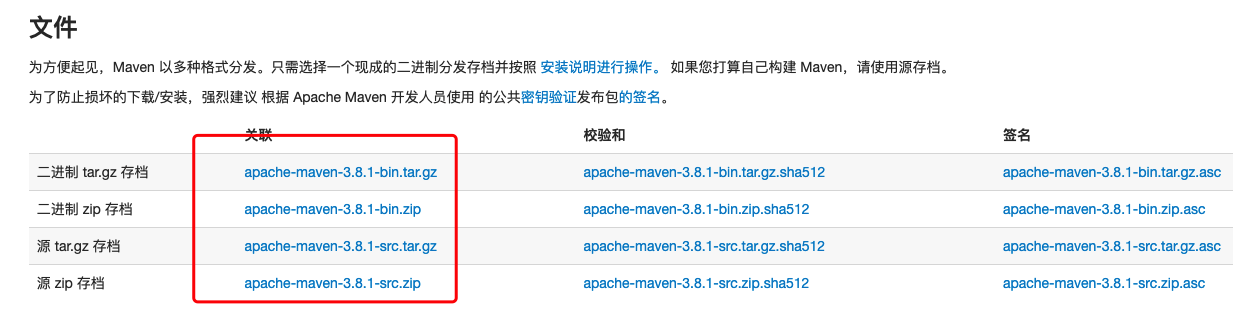 文件
为方便起见，Maven 以多种格式分发。只需选择一个现成的二进制分发存档并按照 安装说明进行操作。 如果您打算自己构建 Maven，请使用源存档。
为了防止损坏的下载/安装，强烈建议 根据 Apache Maven 开发人员使用 的公共密钥验证发布包的签名。
关联 校验和 签名
二进制 tar.gz 存档 apache-maven-3.8.1-bin.tar.gz apache-maven-3.8.1-bin.tar.gz.sha512 apache-maven-3.8.1-bin.tar.gz.asc
二进制 zip 存档 apache-maven-3.8.1-bin.zip apache-maven-3.8.1-bin.zip.sha512 apache-maven-3.8.1-bin.zip.asc
源 tar.gz 存档 apache-maven-3.8.1-src.tar.gz apache-maven-3.8.1-src.tar.gz.sha512 apache-maven-3.8.1-src.tar.gz.asc
源 zip 存档 apache-maven-3.8.1-src.zip apache-maven-3.8.1-src.zip.sha512 apache-maven-3.8.1-src.zip.asc